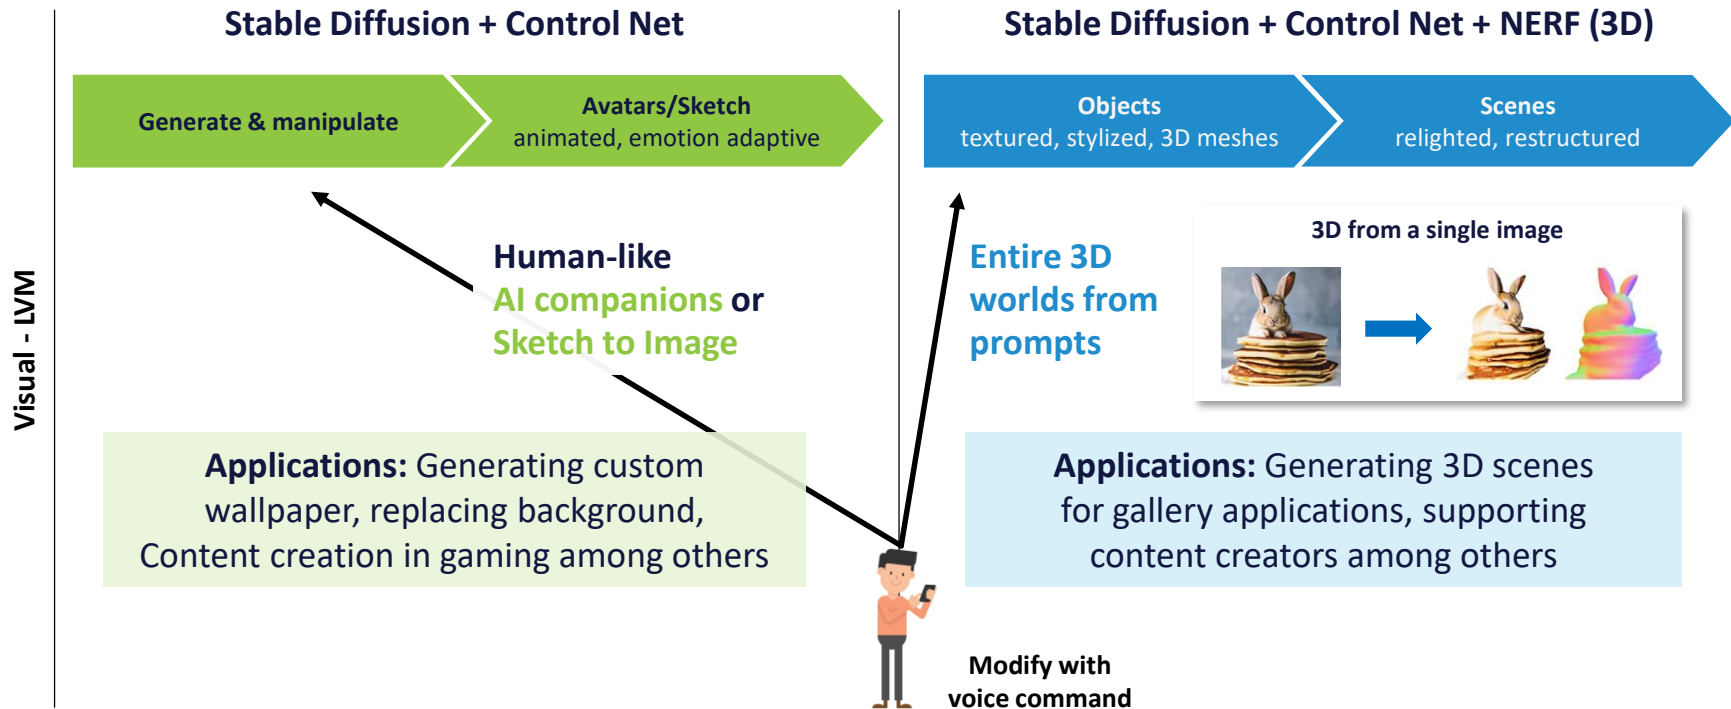 Stable Diffusion + Control Net
Stable Diffusion + Control Net + NERF (3D)
Generate & manipulate
Avatars/Sketch
animated, emotion adaptive
Objects
textured, stylized, 3D meshes
Scenes
relighted, restructured
Visual - LVM
Human-like
AI companions or
Sketch to Image
Entire 3D
worlds from
prompts
3D from a single image
Applications: Generating custom
wallpaper, replacing background,
Content creation in gaming among others
Applications: Generating 3D scenes
for gallery applications, supporting
content creators among others
Modify with
voice command